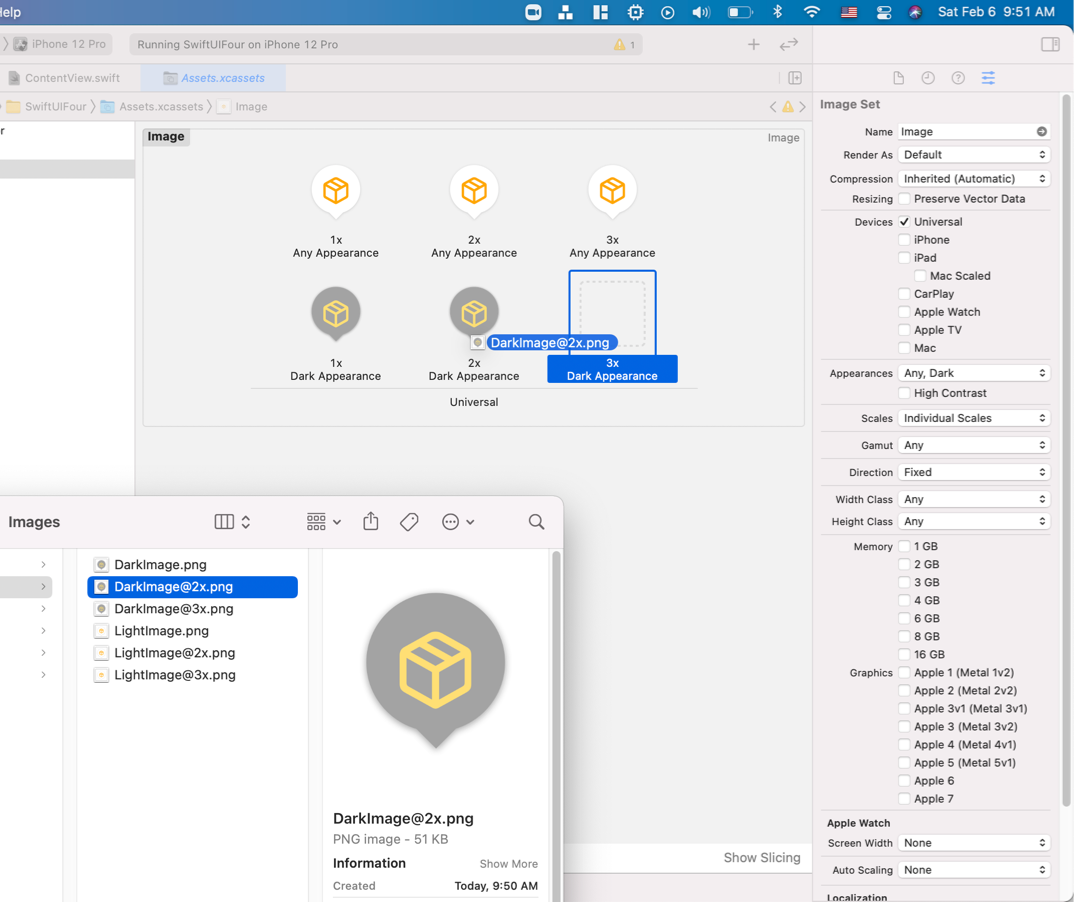 Help
Sat Feb 6 9:51 AM
iPhone 12 Pro
Running SwiftUIFour on iPhone 12 Pro
1
ContentView.swift
Assets.xcassets
SwiftUIFour
Assets.xcassets
Image
r
Image
Image
1x
Any Appearance
2x
Any Appearance
3x
Any Appearance
DarkImage@2x.png
1x
Dark Appearance
2x
Dark Appearance
3x
Dark Appearance
Universal
Images
DarkImage.png
DarkImage@2x.png
DarkImage@3x.png
LightImage.png
LightImage@2x.png
LightImage@3x.png
DarkImage@2x.png
PNG image - 51 KB
Information
Show More
Created
Today, 9:50 AM
Show Slicing
Image Set
Name Image
Render As Default
Compression Inherited (Automatic)
Resizing Preserve Vector Data
Devices Universal
iPhone
iPad
Mac Scaled
CarPlay
Apple Watch
Apple TV
Mac
Appearances Any, Dark
High Contrast
Scales Individual Scales
Gamut Any
Direction Fixed
Width Class Any
Height Class Any
Memory 1 GB
2 GB
3 GB
4 GB
6 GB
8 GB
16 GB
Graphics Apple 1 (Metal 1v2)
Apple 2 (Metal 2v2)
Apple 3v1 (Metal 3v1)
Apple 3 (Metal 3v2)
Apple 4 (Metal 4v1)
Apple 5 (Metal 5v1)
Apple 6
Apple 7
Apple Watch
Screen Width None
Auto Scaling None
Localization